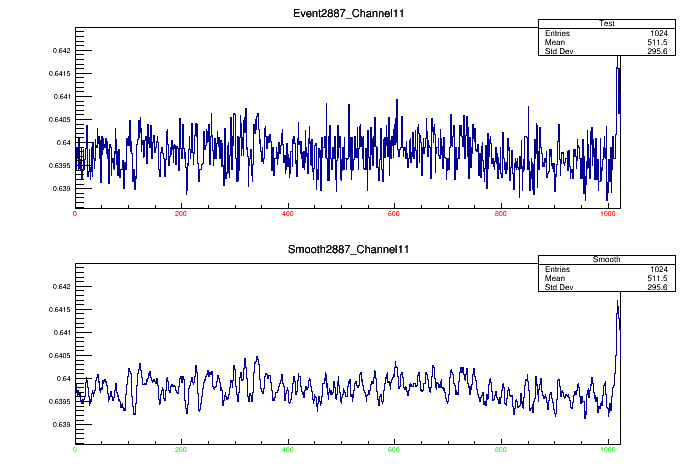 Event2887_Channel11
Test
Entries 1024
Mean 511.5
Std Dev 295.6
0.642
0.6415
0.641
0.6405
0.64
0.6395
0.639
0 200 400 600 800 1000
Smooth2887_Channel11
Smooth
Entries 1024
Mean 511.5
Std Dev 295.6
0.642
0.6415
0.641
0.6405
0.64
0.6395
0.639
0 200 400 600 800 1000